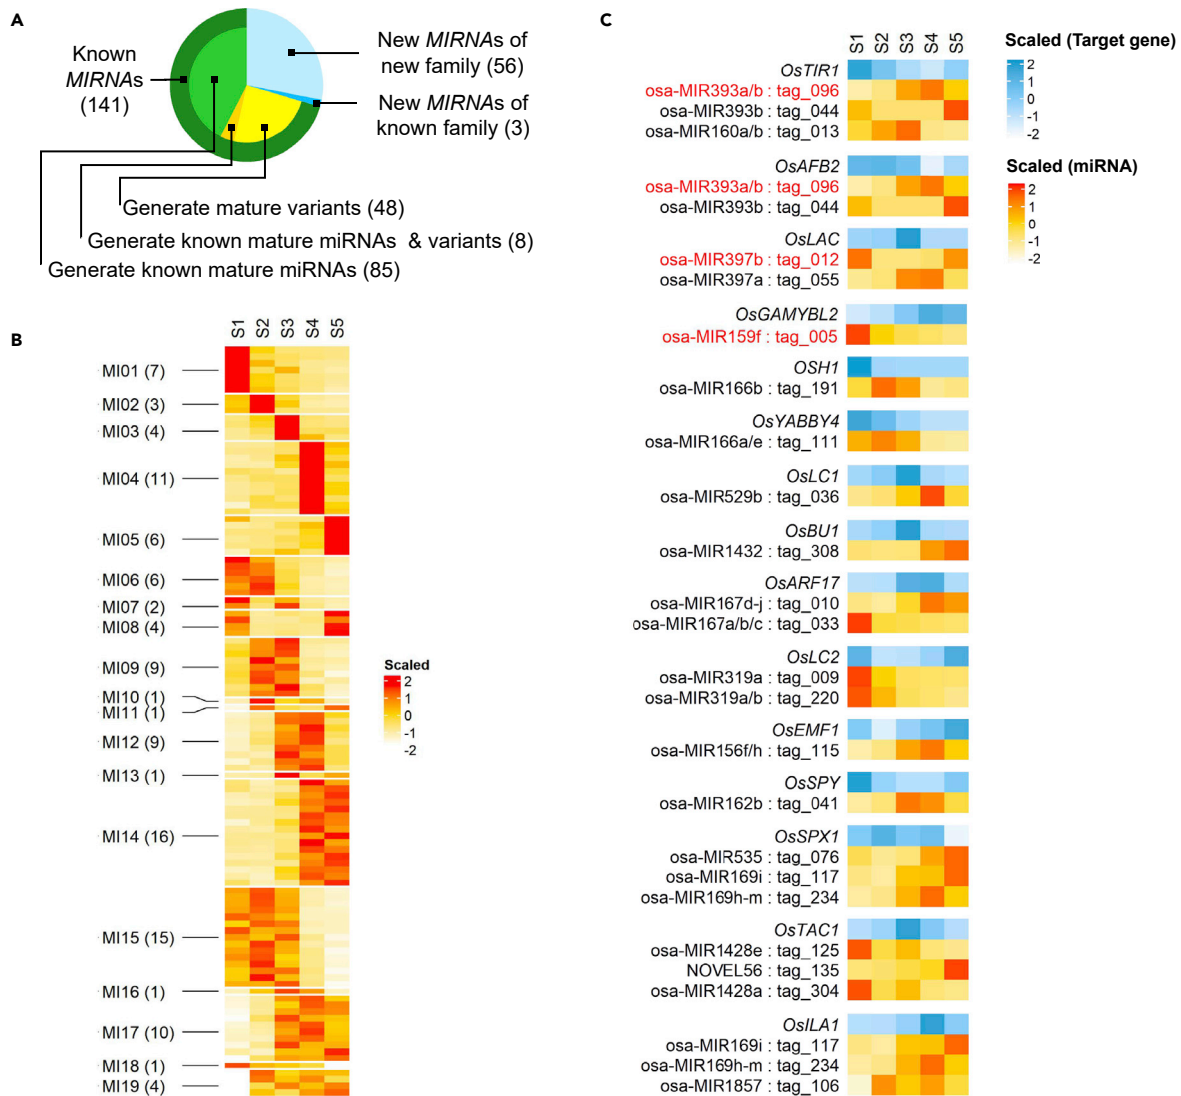 A
Known
MIRNAs
(141)
New MIRNAs of
new family (56)
New MIRNAs of
known family (3)
Generate mature variants (48)
Generate known mature miRNAs & variants (8)
Generate known mature miRNAs (85)
B
S1 S2 S3 S4 S5
MI01 (7)
MI02 (3)
MI03 (4)
MI04 (11)
MI05 (6)
MI06 (6)
MI07 (2)
MI08 (4)
MI09 (9)
MI10 (1)
MI11 (1)
MI12 (9)
MI13 (1)
MI14 (16)
MI15 (15)
MI16 (1)
MI17 (10)
MI18 (1)
MI19 (4)
Scaled
2
1
0
-1
-2
C
S1 S2 S3 S4 S5
OsTIR1
osa-MIR393a/b : tag_096
osa-MIR393b : tag_044
osa-MIR160a/b : tag_013
OsAFB2
osa-MIR393a/b : tag_096
osa-MIR393b : tag_044
OsLAC
osa-MIR397b : tag_012
osa-MIR397a : tag_055
OsGAMYBL2
osa-MIR159f : tag_005
OSH1
osa-MIR166b : tag_191
OsYABBY4
osa-MIR166a/e : tag_111
OsLC1
osa-MIR529b : tag_036
OsBU1
osa-MIR1432 : tag_308
OsARF17
osa-MIR167d-j : tag_010
osa-MIR167a/b/c : tag_033
OsLC2
osa-MIR319a : tag_009
osa-MIR319a/b : tag_220
OsEMF1
osa-MIR156f/h : tag_115
OsSPY
osa-MIR162b : tag_041
OsSPX1
osa-MIR535 : tag_076
osa-MIR169i : tag_117
osa-MIR169h-m : tag_234
OsTAC1
osa-MIR1428e : tag_125
NOVEL56 : tag_135
osa-MIR1428a : tag_304
OsILA1
osa-MIR169i : tag_117
osa-MIR169h-m : tag_234
osa-MIR1857 : tag_106
Scaled (Target gene)
2
1
0
-1
-2
Scaled (miRNA)
2
1
0
-1
-2